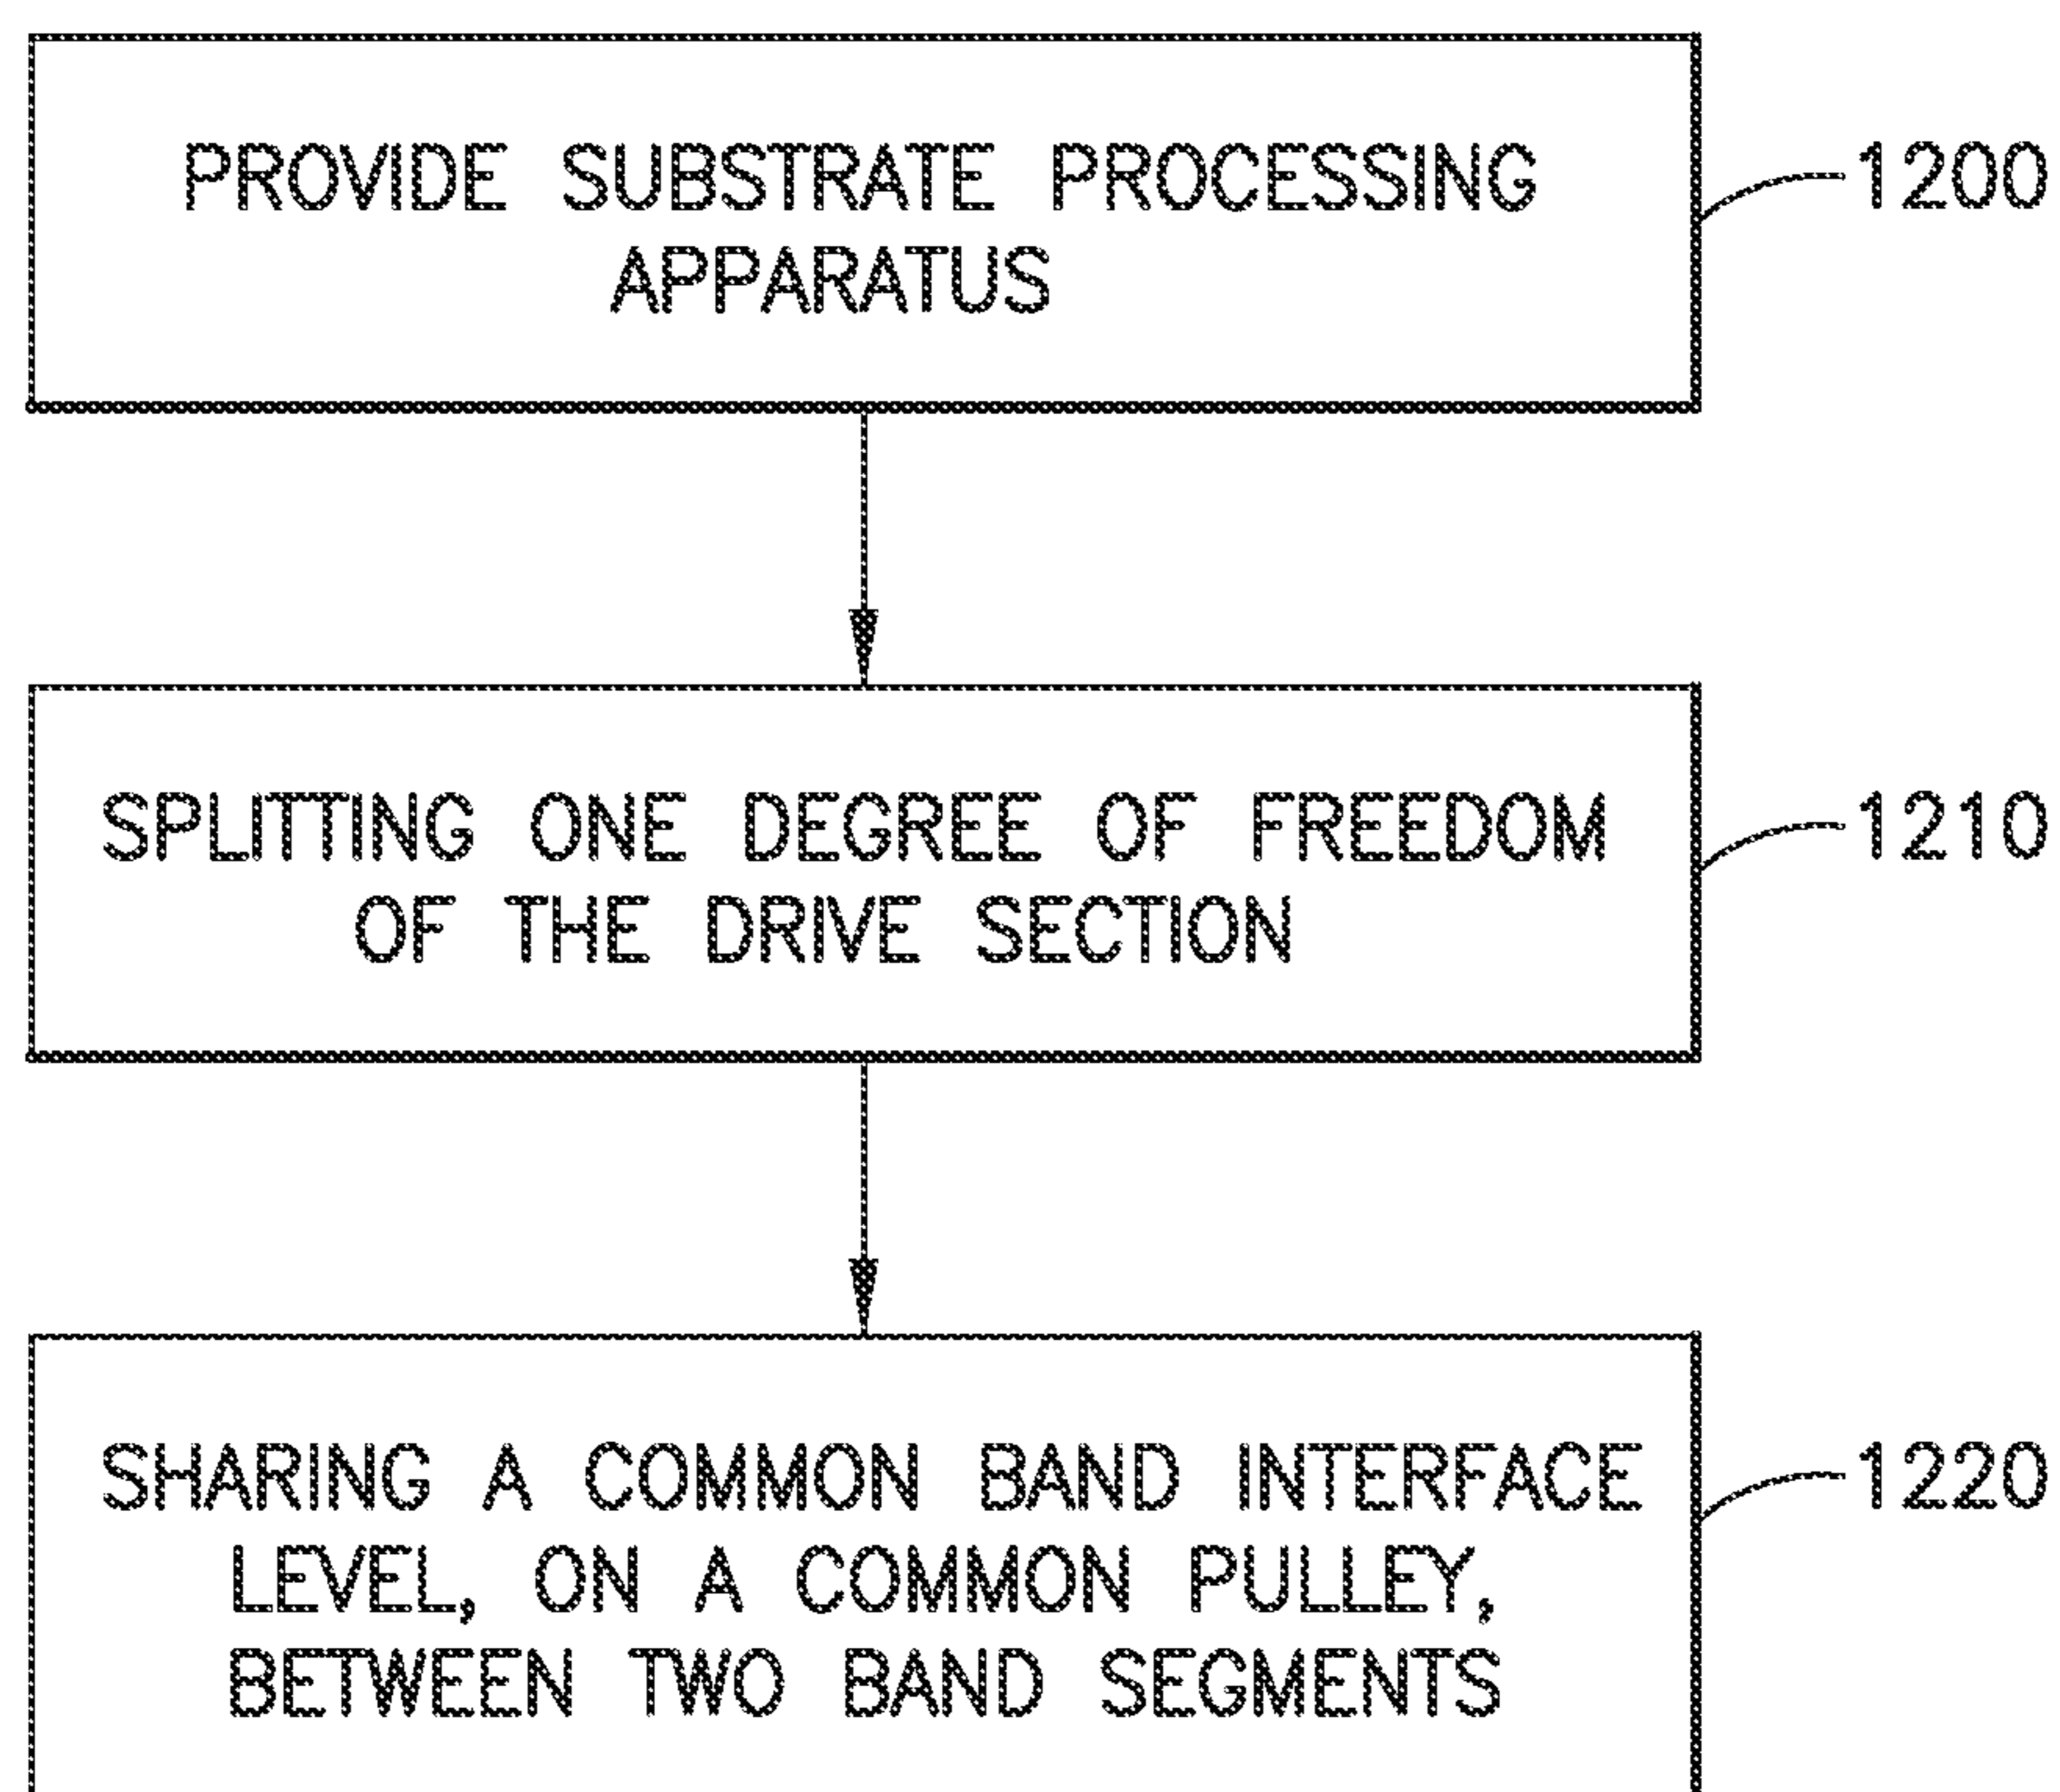 PROVIDE SUBSTRATE PROCESSING
APPARATUS
1200
SPLITTING ONE DEGREE OF FREEDOM
OF THE DRIVE SECTION
1210
SHARING A COMMON BAND INTERFACE
LEVEL, ON A COMMON PULLEY,
BETWEEN TWO BAND SEGMENTS
1220